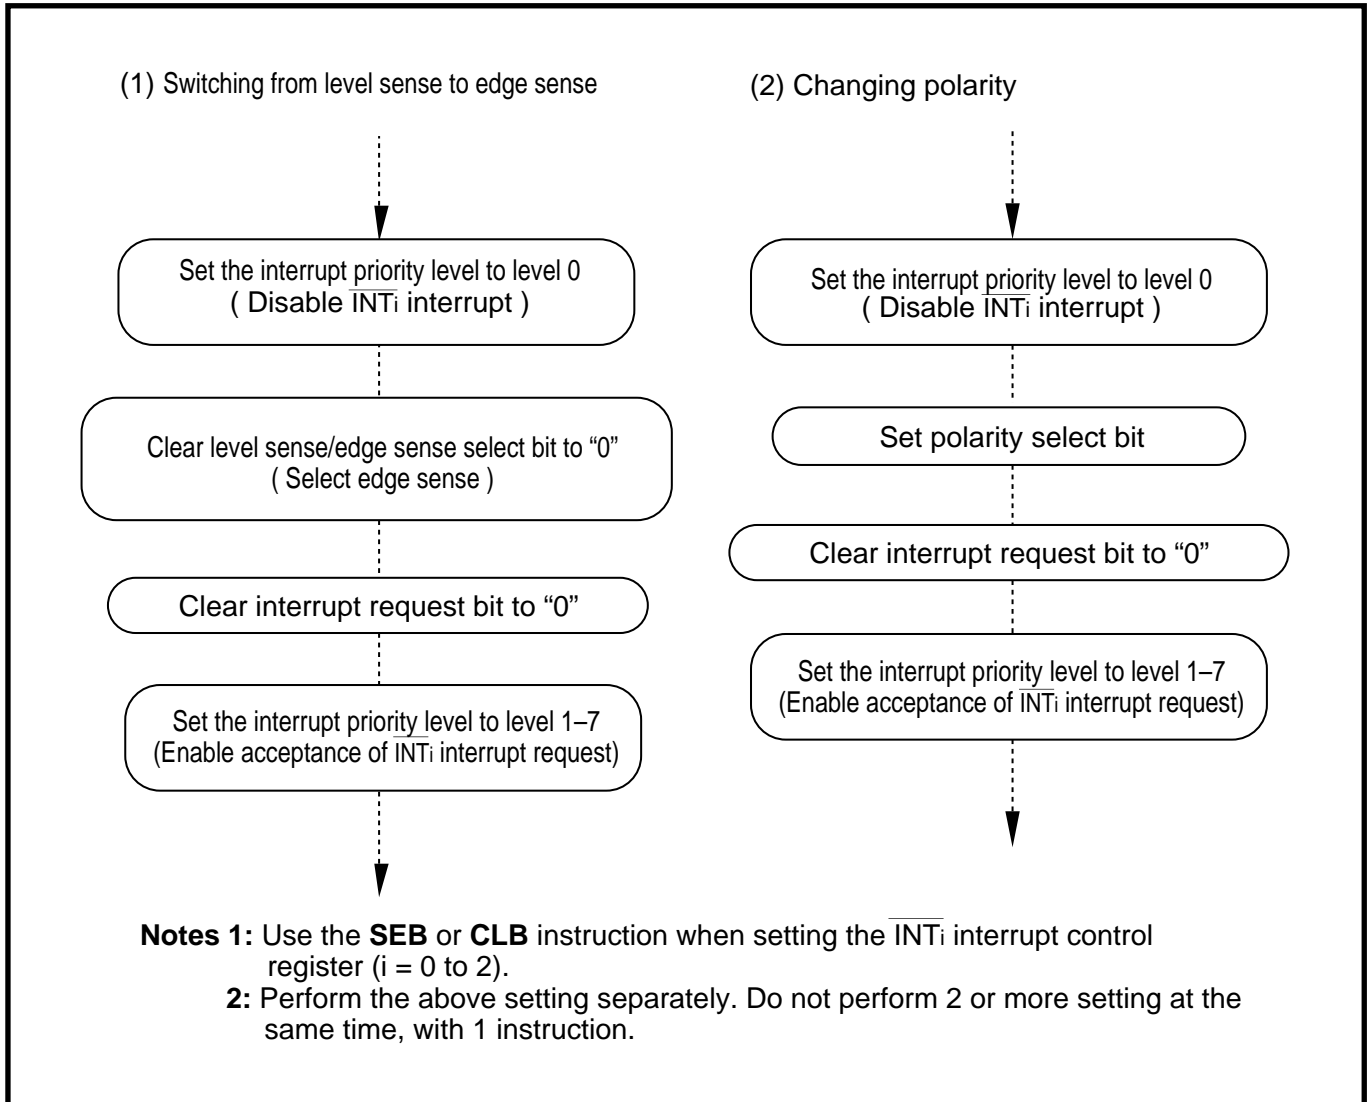 (1) Switching from level sense to edge sense
Set the interrupt priority level to level 0
( Disable INTi interrupt )
Clear level sense/edge sense select bit to “0”
( Select edge sense )
Clear interrupt request bit to “0”
Set the interrupt priority level to level 1–7
(Enable acceptance of INTi interrupt request)
(2) Changing polarity
Set the interrupt priority level to level 0
( Disable INTi interrupt )
Set polarity select bit
Clear interrupt request bit to “0”
Set the interrupt priority level to level 1–7
(Enable acceptance of INTi interrupt request)
Notes 1: Use the SEB or CLB instruction when setting the INTi interrupt control
register (i = 0 to 2).
2: Perform the above setting separately. Do not perform 2 or more setting at the
same time, with 1 instruction.